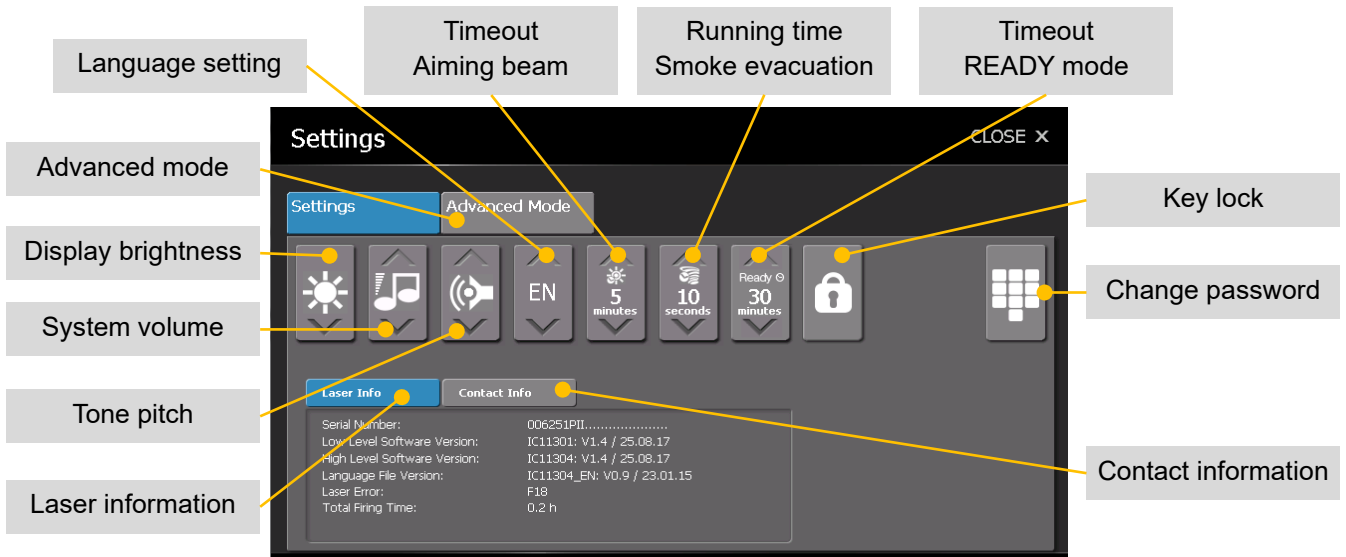 Timeout
Aiming beam
Running time
Smoke evacuation
Timeout
READY mode
Language setting
Settings
CLOSE X
Advanced mode
Settings
Advanced Mode
Key lock
Display brightness
EN
5
minutes
10
seconds
Ready
30
minutes
Change password
System volume
Tone pitch
Laser Info
Contact Info
Serial Number: 006251PII.....................
Low Level Software Version: IC11301: V1.4 / 25.08.17
High Level Software Version: IC11304: V1.4 / 25.08.17
Language File Version: IC11304_EN: V0.9 / 23.01.15
Laser Error: F18
Total Firing Time: 0.2 h
Contact information
Laser information